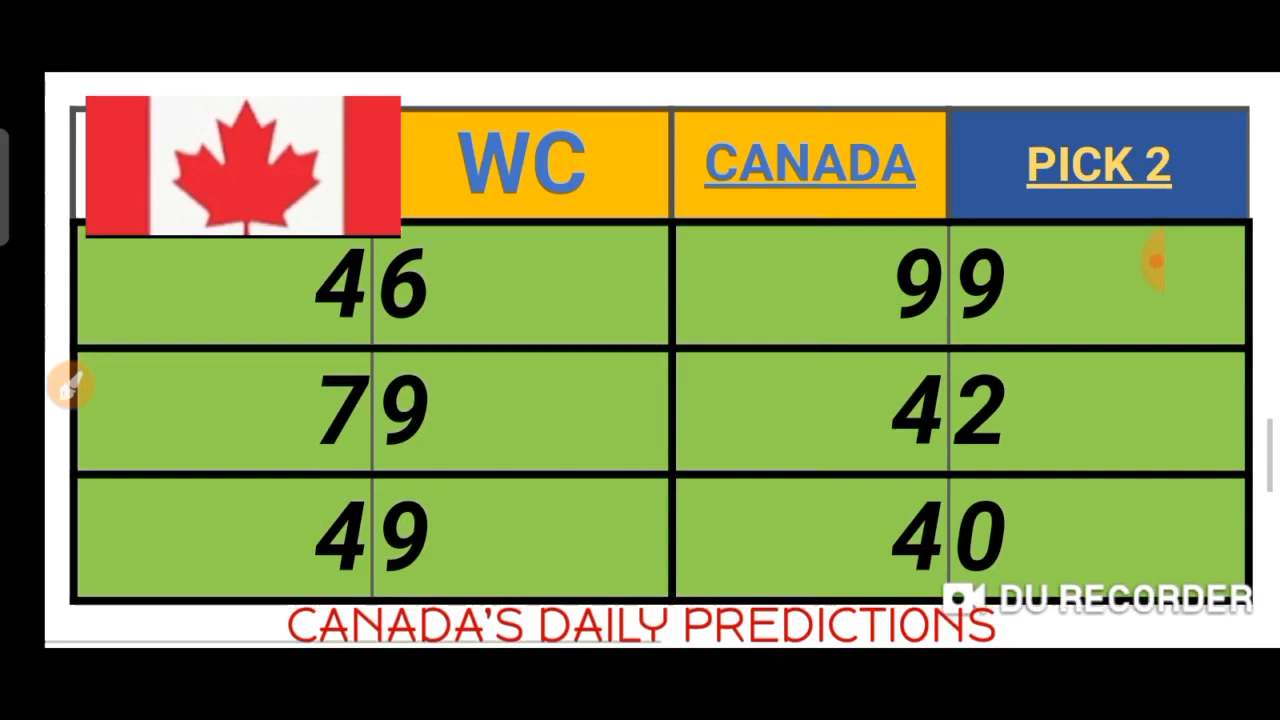 WC CANADA PICK 2
46 99
79 42
49 40
DU RECORDER
CANADA'S DAILY PREDICTIONS